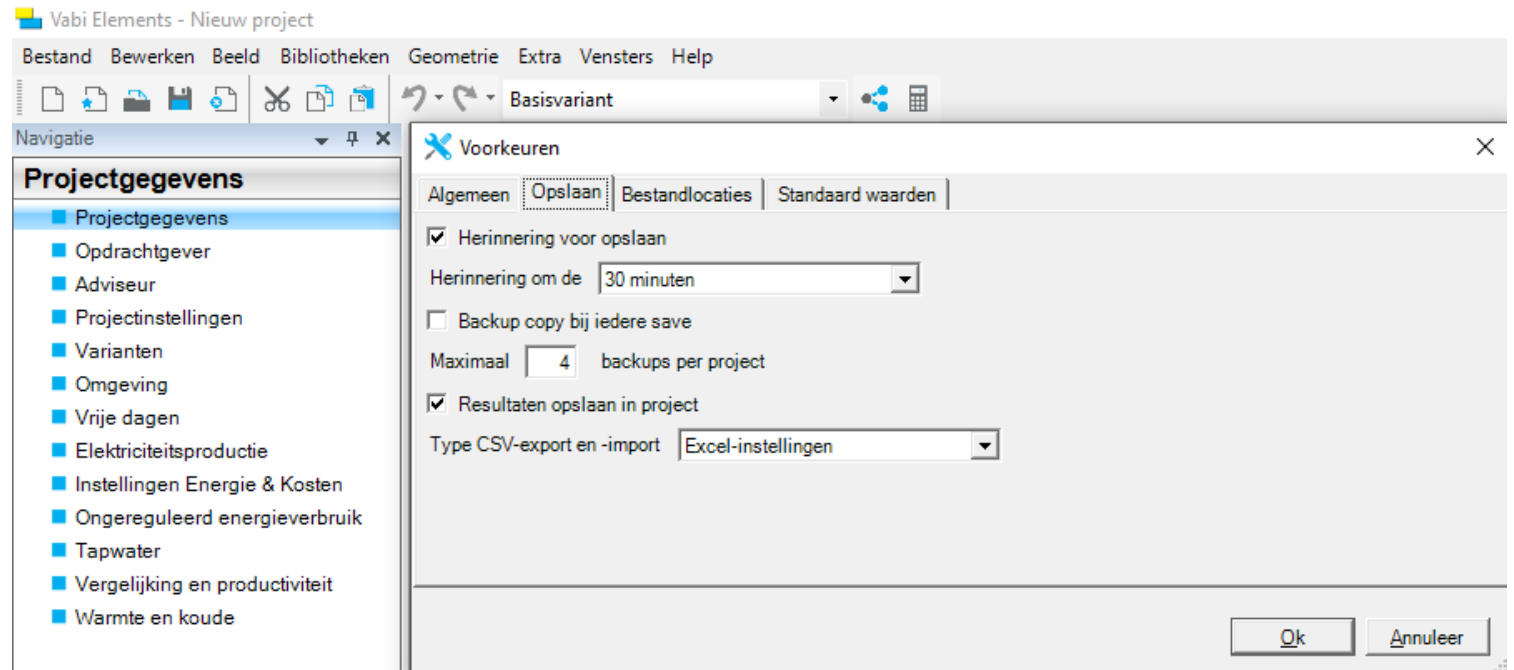 Vabi Elements - Nieuw project
Bestand Bewerken Beeld Bibliotheken Geometrie Extra Vensters Help
Basisvariant
Navigatie
Projectgegevens
Projectgegevens
Opdrachtgever
Adviseur
Projectinstellingen
Varianten
Omgeving
Vrije dagen
Elektriciteitsproductie
Instellingen Energie & Kosten
Ongereguleerd energieverbruik
Tapwater
Vergelijking en productiviteit
Warmte en koude
Voorkeuren
Algemeen Opslaan Bestandlocaties Standaard waarden
Herinnering voor opslaan
Herinnering om de 30 minuten
Backup copy bij iedere save
Maximaal 4 backups per project
Resultaten opslaan in project
Type CSV-export en -import Excel-instellingen
Ok Annuleer